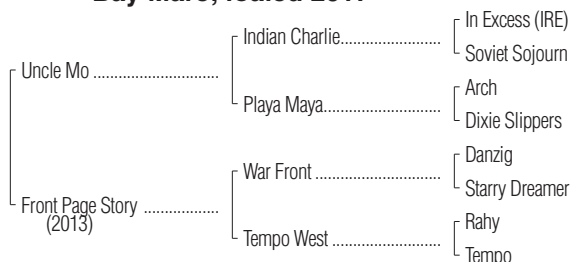 Bay Mare; foaled
In Excess (IRE)
Indian Charlie........................
Soviet Sojourn
Uncle Mo ..............................
Arch
Playa Maya............................
Dixie Slippers
Danzig
War Front ..............................
Starry Dreamer
Front Page Story ..................
(2013)
Rahy
Tempo West ..........................
Tempo